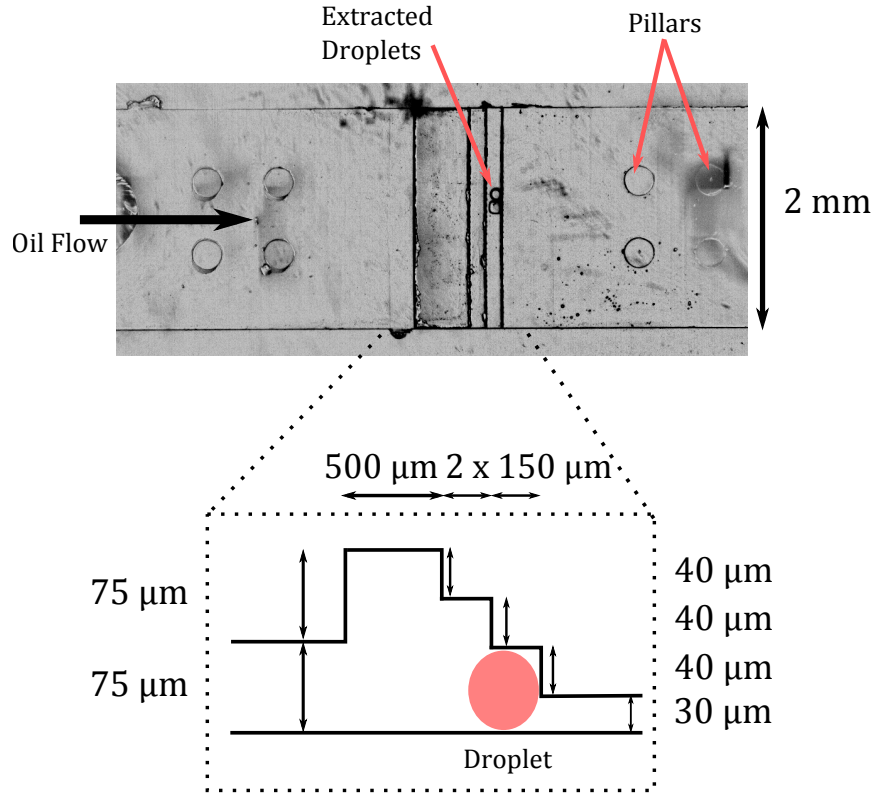 Extracted
Droplets
Pillars
2 mm
Oil Flow
500 μm 2 x 150 μm
75 μm
75 μm
40 μm
40 μm
40 μm
30 μm
Droplet